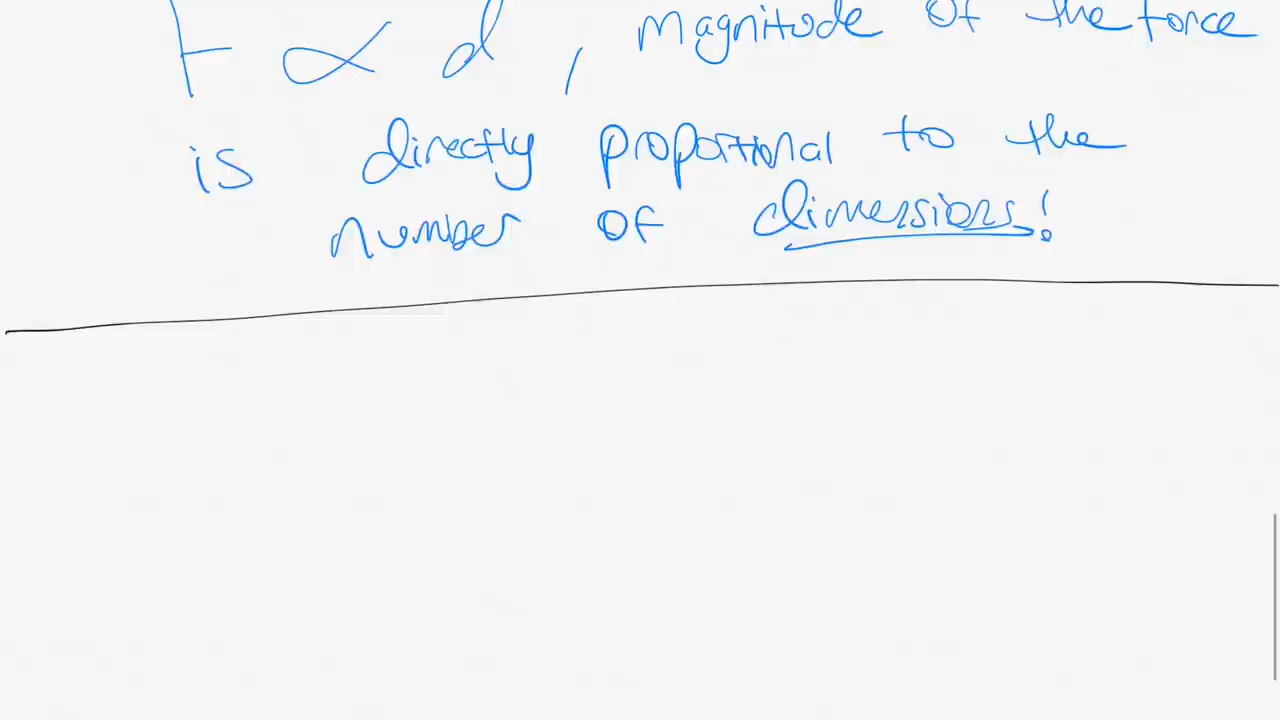 F ∝ d , magnitude of the force
is directly proportional to the
number of dimensions!